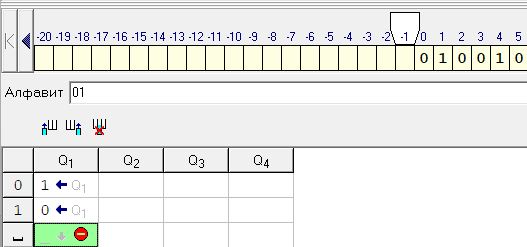 -20 -19 -18 -17 -16 -15 -14 -13 -12 -11 -10 -9 -8 -7 -6 -5 -4 -3 -2 -1 0 1 2 3 4 5
0 1 0 0 1 0
Алфавит 01
Q1 Q2 Q3 Q4
0 1 ← Q1
1 0 ← Q1
␣ _ ↓